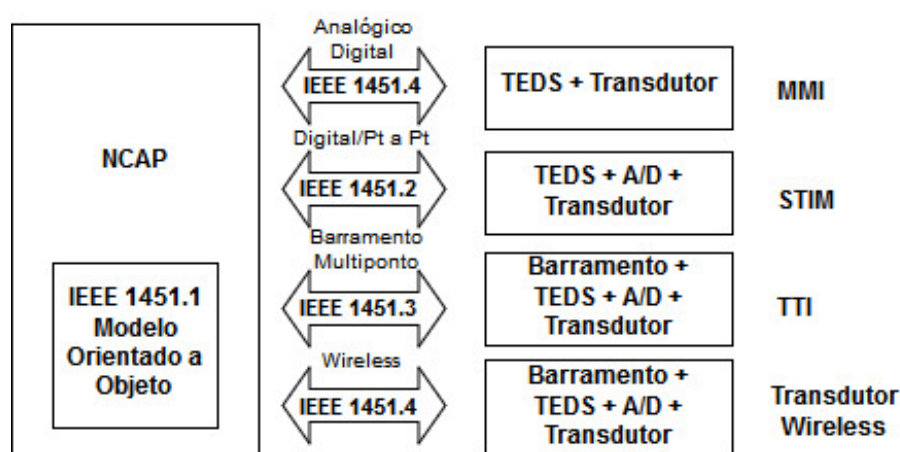 NCAP
IEEE 1451.1
Modelo
Orientado a
Objeto
Analógico
Digital
IEEE 1451.4
TEDS + Transdutor
MMI
Digital/Pt a Pt
IEEE 1451.2
TEDS + A/D +
Transdutor
STIM
Barramento
Multiponto
IEEE 1451.3
Barramento +
TEDS + A/D +
Transdutor
TTI
Wireless
IEEE 1451.4
Barramento +
TEDS + A/D +
Transdutor
Transdutor
Wireless